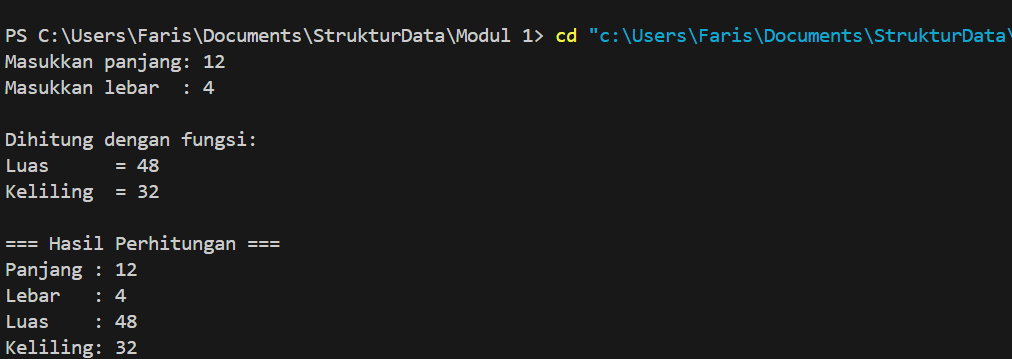 PS C:\Users\Faris\Documents\StrukturData\Modul 1> cd "c:\Users\Faris\Documents\StrukturData\
Masukkan panjang: 12
Masukkan lebar  : 4
Dihitung dengan fungsi:
Luas      = 48
Keliling  = 32
=== Hasil Perhitungan ===
Panjang : 12
Lebar   : 4
Luas    : 48
Keliling: 32